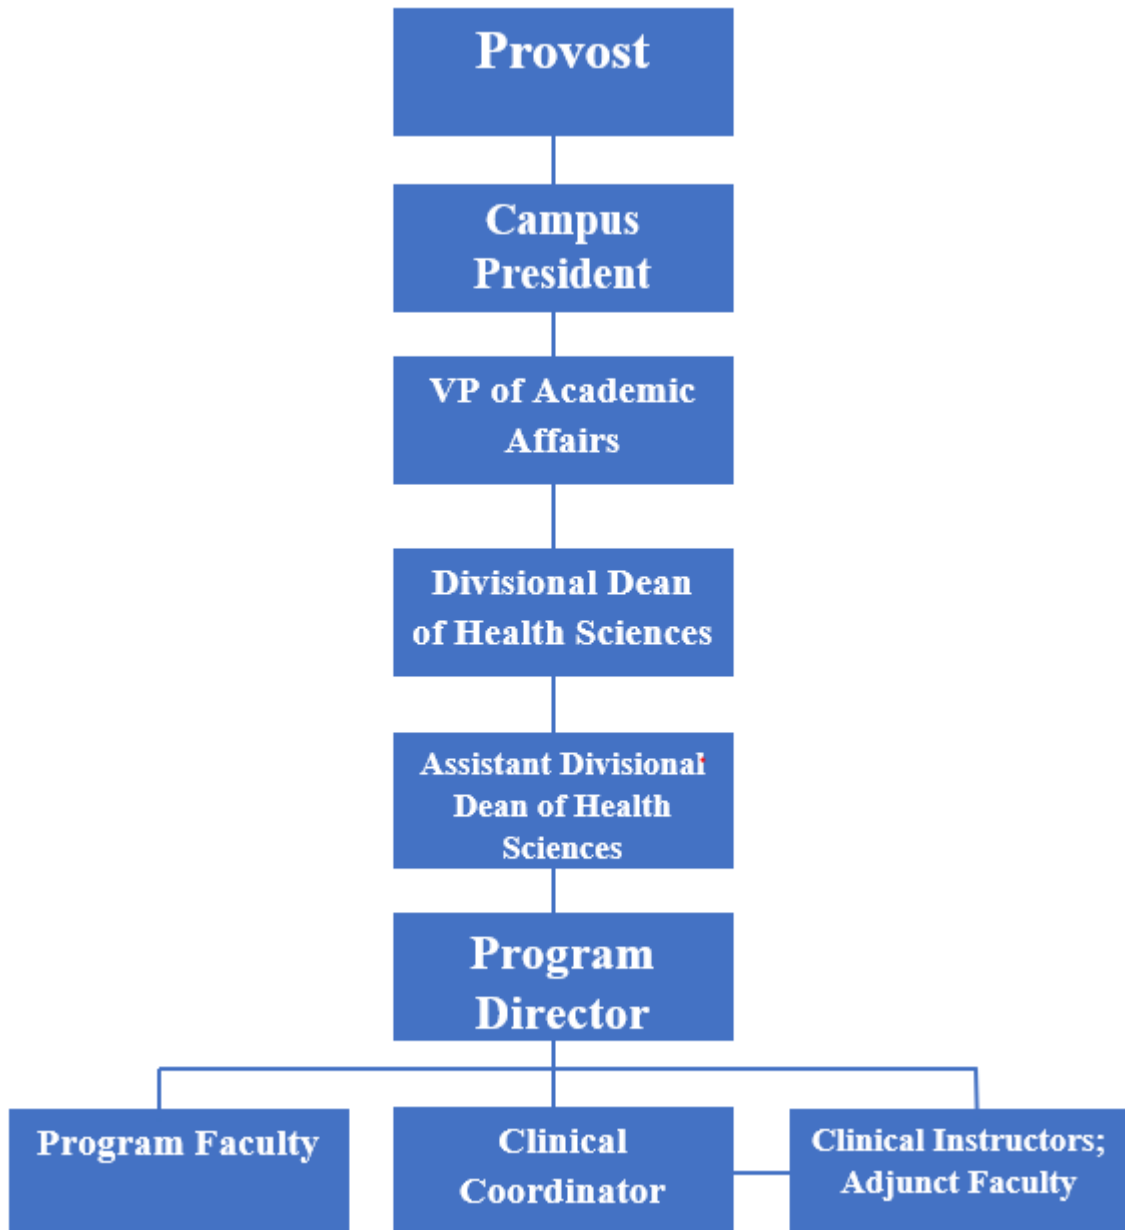 Provost
Campus
President
VP of Academic
Affairs
Divisional Dean
of Health Sciences
Assistant Divisional
Dean of Health
Sciences
Program
Director
Program Faculty
Clinical
Coordinator
Clinical Instructors;
Adjunct Faculty